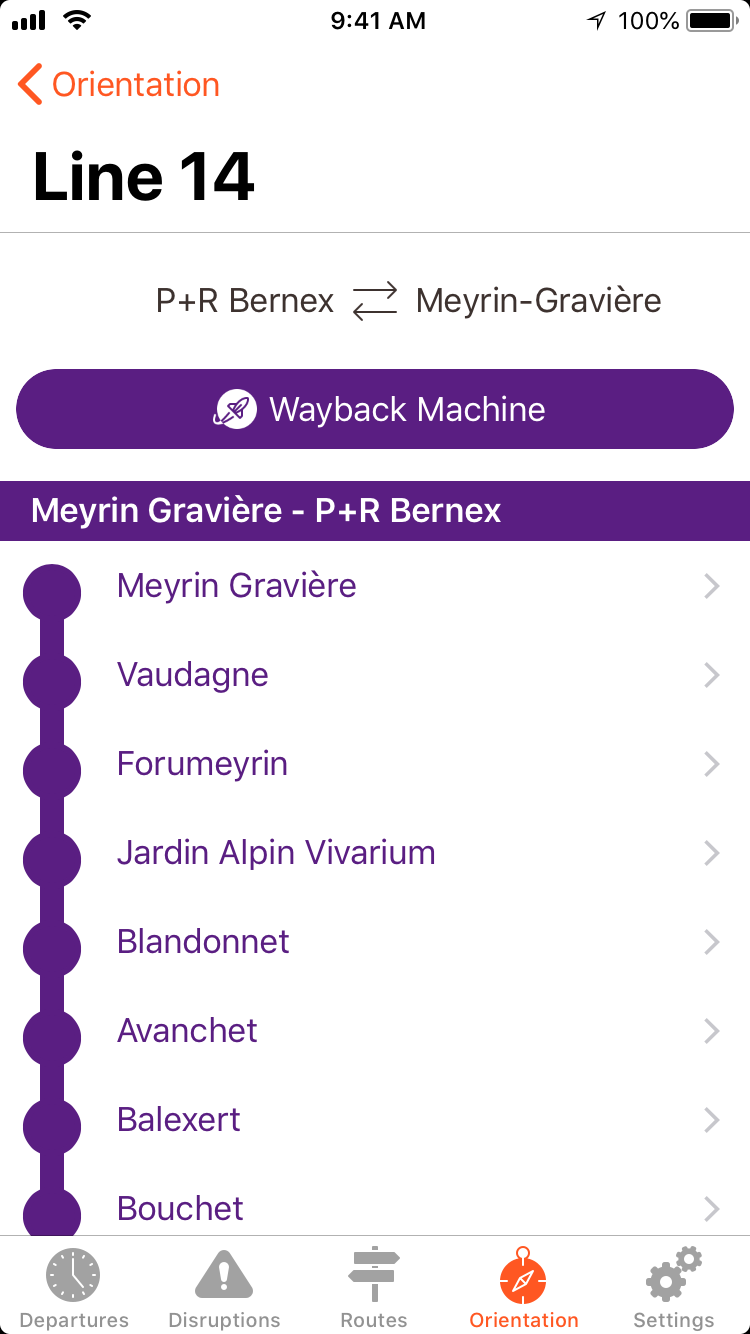 9:41 AM 100%
Orientation
Line 14
P+R Bernex Meyrin-Gravière
Wayback Machine
Meyrin Gravière - P+R Bernex
Meyrin Gravière
Vaudagne
Forumeyrin
Jardin Alpin Vivarium
Blandonnet
Avanchet
Balexert
Bouchet
Departures Disruptions Routes Orientation Settings